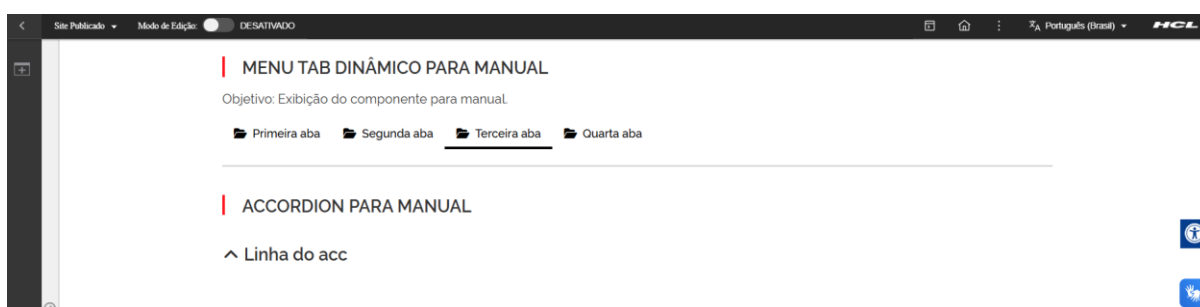 Site Publicado Modo de Edição: DESATIVADO Português (Brasil) HCL
MENU TAB DINÂMICO PARA MANUAL
Objetivo: Exibição do componente para manual.
Primeira aba Segunda aba Terceira aba Quarta aba
ACCORDION PARA MANUAL
Linha do acc